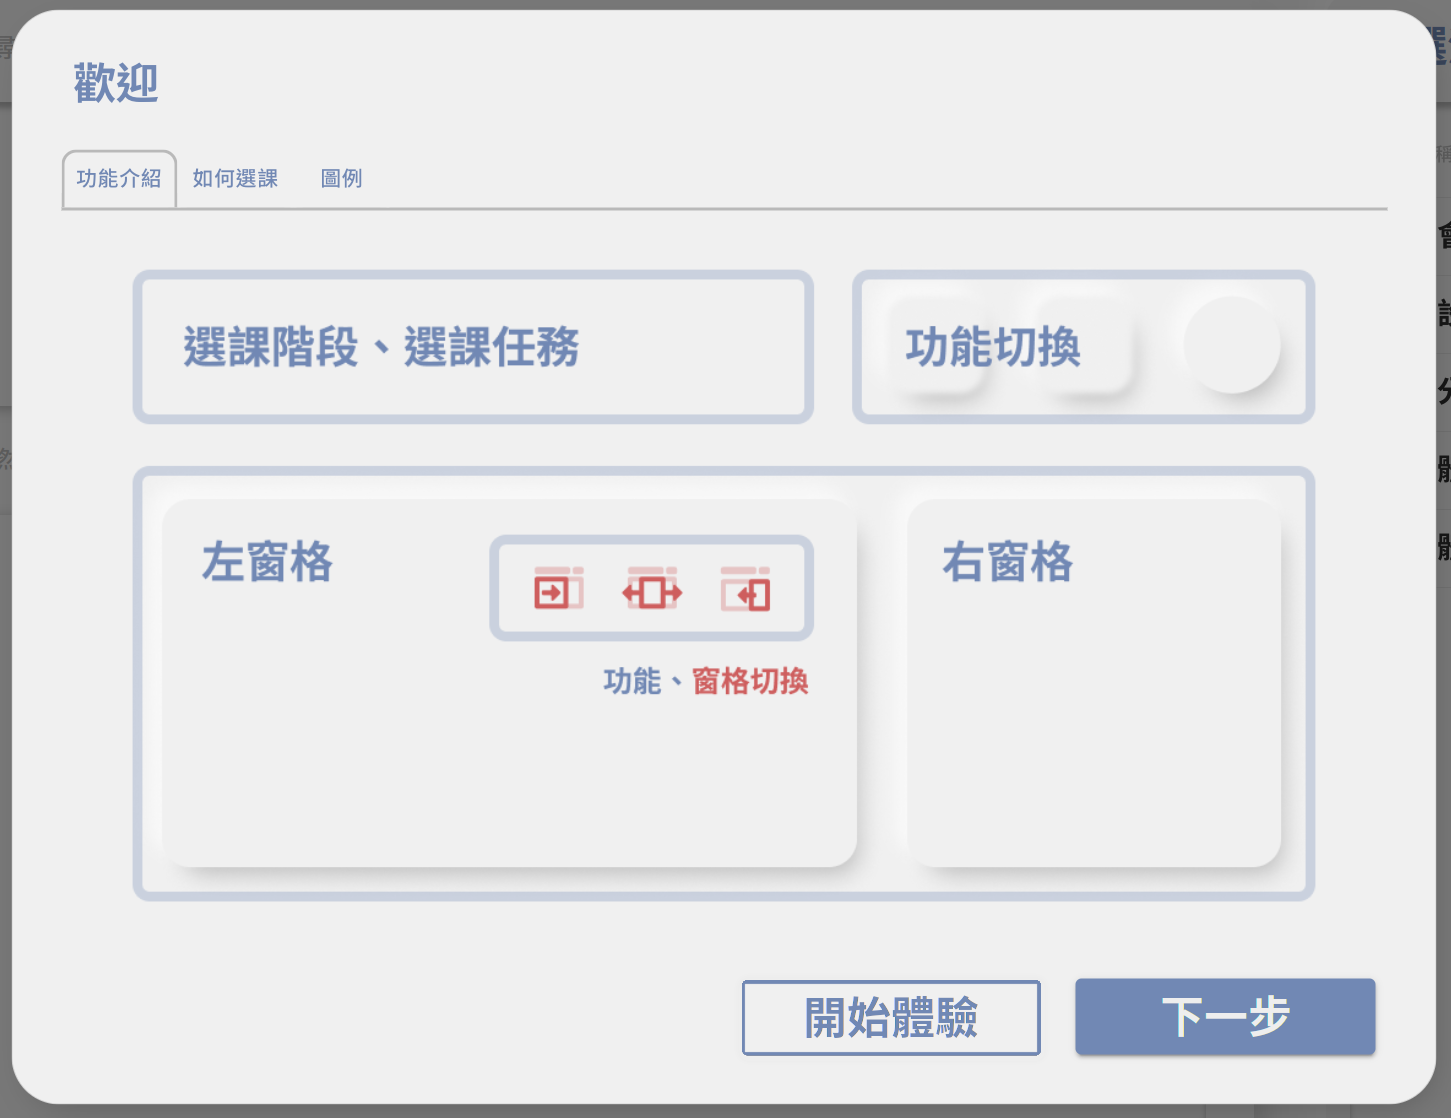 歡迎
功能介紹 如何選課 圖例
選課階段、選課任務
功能切換
左窗格
右窗格
功能、窗格切換
開始體驗 下一步